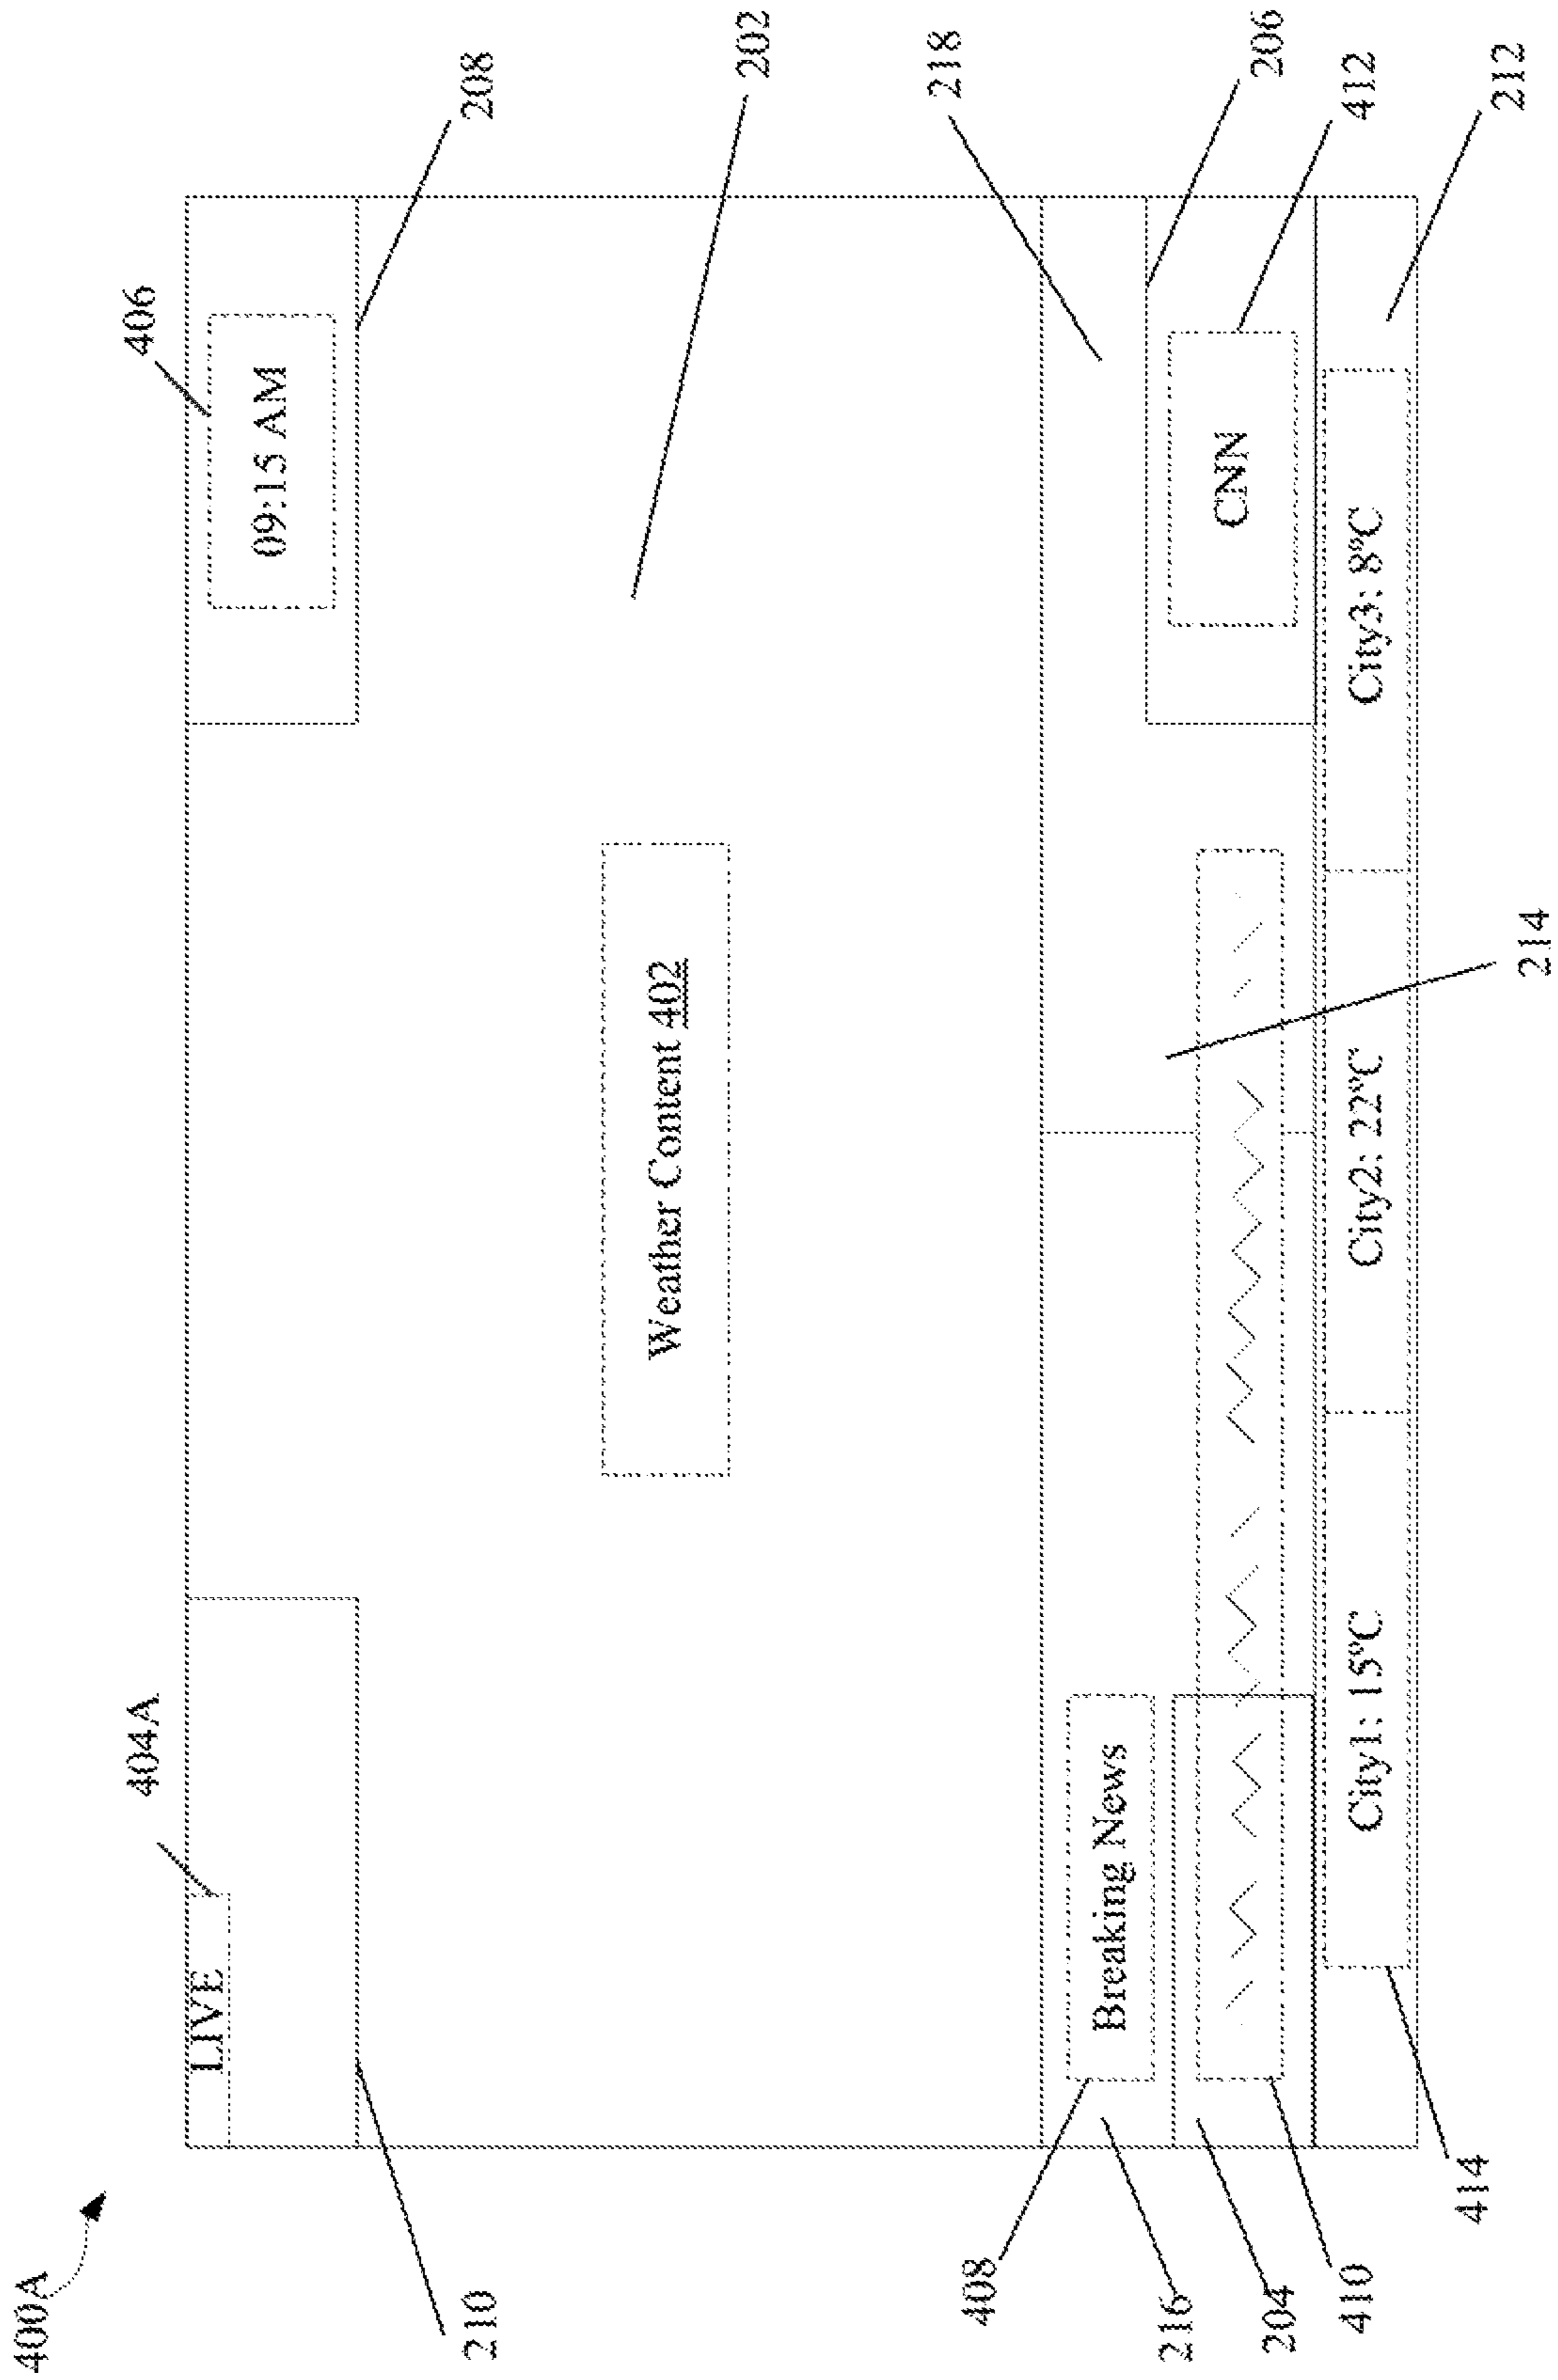 400A
404A
406
LIVE
09:15 AM
210
208
Weather Content 402
202
408
Breaking News
218
216
204
CNN
206
410
412
City1: 15°C
City2: 22°C
City3: 8°C
414
214
212